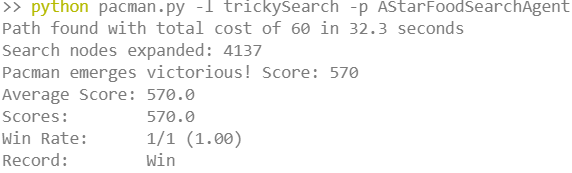 >> python pacman.py -l trickySearch -p AStarFoodSearchAgent
Path found with total cost of 60 in 32.3 seconds
Search nodes expanded: 4137
Pacman emerges victorious! Score: 570
Average Score: 570.0
Scores:        570.0
Win Rate:      1/1 (1.00)
Record:        Win